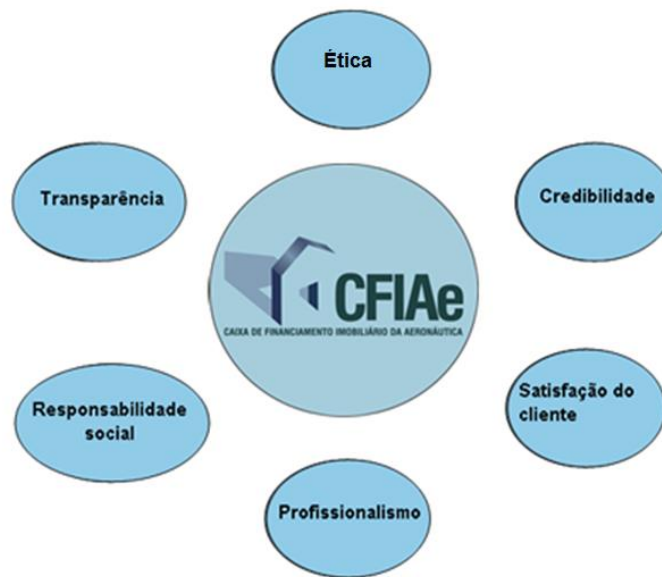 Ética
Transparência
Credibilidade
CFIAe
CAIXA DE FINANCIAMENTO IMOBILIÁRIO DA AERONÁUTICA
Responsabilidade
social
Satisfação do
cliente
Profissionalismo